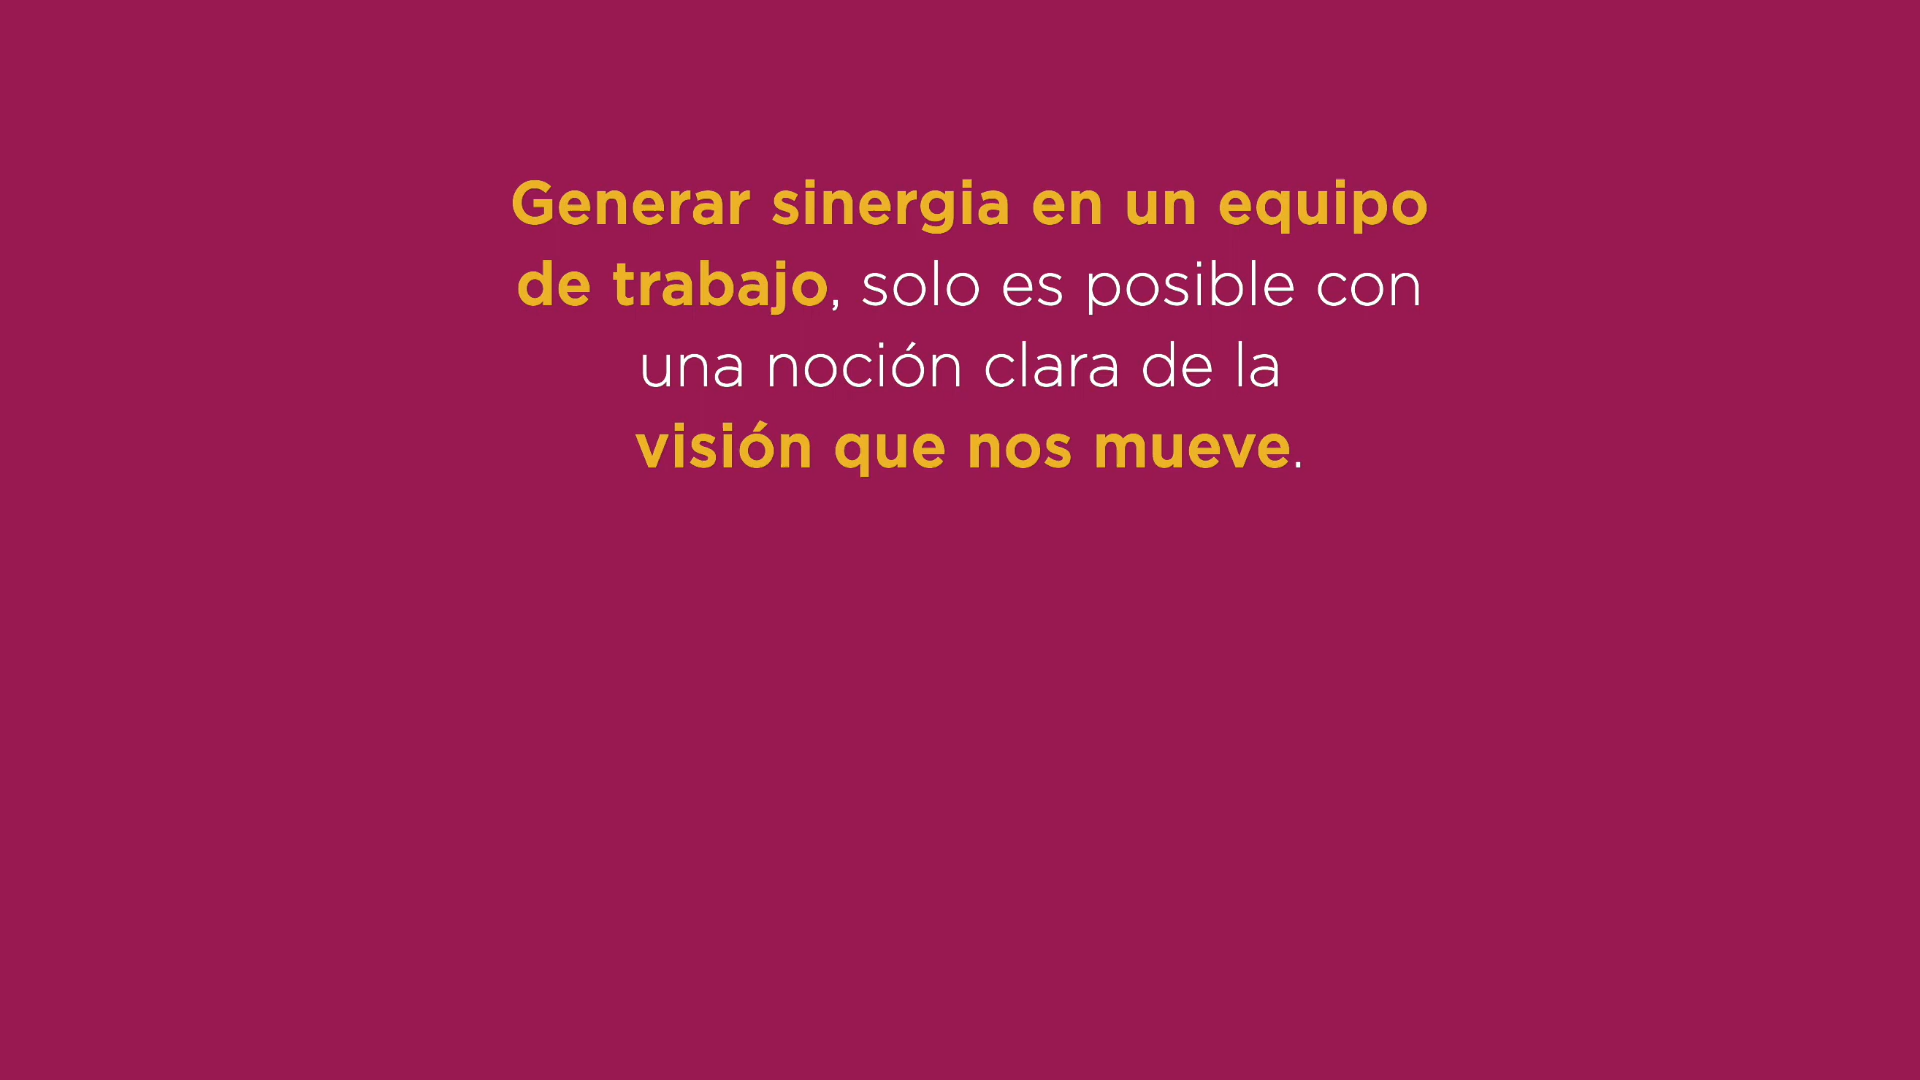 Generar sinergia en un equipo
de trabajo, solo es posible con
una noción clara de la
visión que nos mueve.